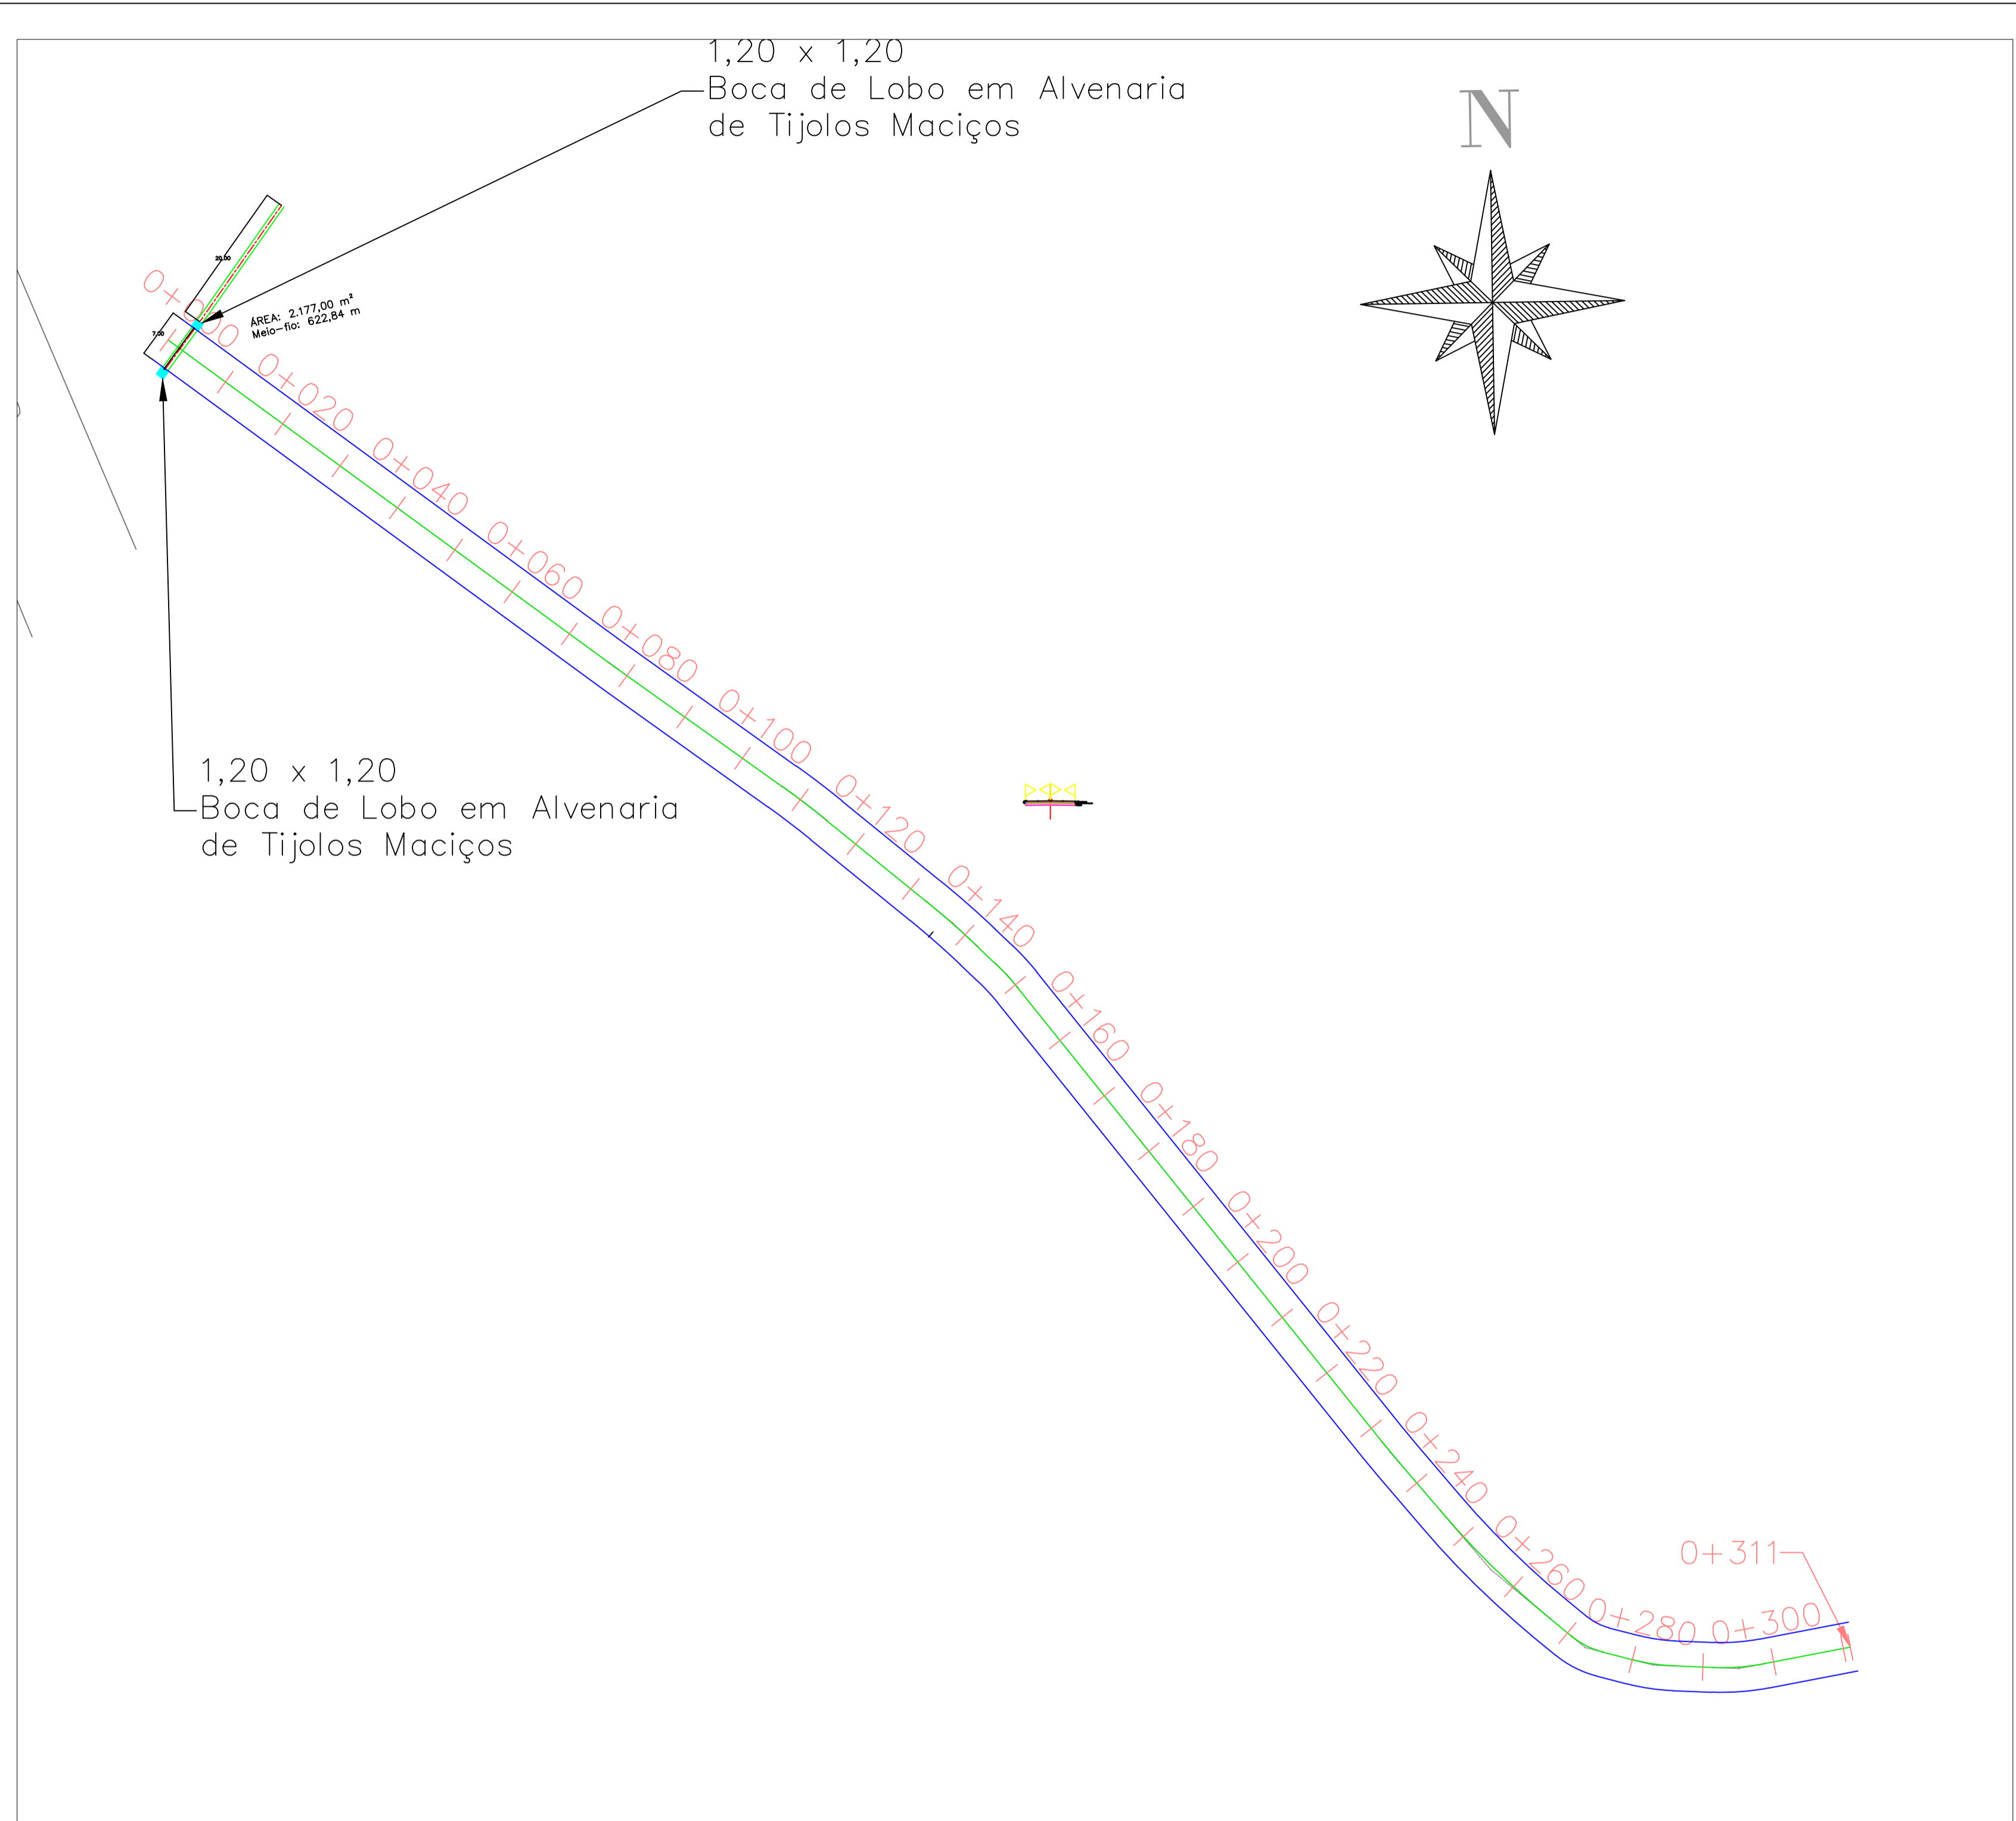 1,20 x 1,20
Boca de Lobo em Alvenaria
de Tijolos Maciços
N
20.00
7.00
ÁREA: 2.177,00 m²
Meio-fio: 622,84 m
0+000
0+020
0+040
0+060
0+080
0+100
1,20 x 1,20
Boca de Lobo em Alvenaria
de Tijolos Maciços
0+120
0+140
0+160
0+180
0+200
0+220
0+240
0+260
0+280
0+300
0+311